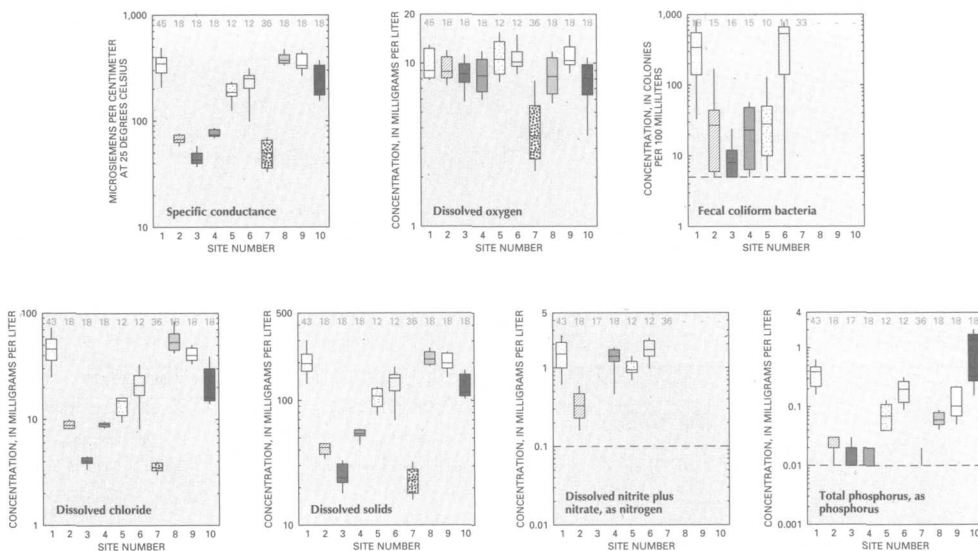 1,000
100
10
MICROSIEMENS PER CENTIMETER
AT 25 DEGREES CELSIUS
45 18 18 18 12 12 36 18 18 18
Specific conductance
1 2 3 4 5 6 7 8 9 10
SITE NUMBER
20
10
1
CONCENTRATION, IN MILLIGRAMS PER LITER
45 18 18 18 12 12 36 18 18 18
Dissolved oxygen
1 2 3 4 5 6 7 8 9 10
SITE NUMBER
1,000
100
10
1
CONCENTRATION, IN COLONIES
PER 100 MILLILITERS
15 16 15 10 11 33 - - -
Fecal coliform bacteria
1 2 3 4 5 6 7 8 9 10
SITE NUMBER
100
10
1
CONCENTRATION, IN MILLIGRAMS PER LITER
43 18 18 18 12 12 36 18 18 18
Dissolved chloride
1 2 3 4 5 6 7 8 9 10
SITE NUMBER
500
100
10
CONCENTRATION, IN MILLIGRAMS PER LITER
43 18 18 18 12 12 36 18 18 18
Dissolved solids
1 2 3 4 5 6 7 8 9 10
SITE NUMBER
5
1
0.1
0.01
CONCENTRATION, IN MILLIGRAMS PER LITER
43 18 17 18 12 12 36 - - -
Dissolved nitrite plus
nitrate, as nitrogen
1 2 3 4 5 6 7 8 9 10
SITE NUMBER
4
1
0.1
0.01
0.001
CONCENTRATION, IN MILLIGRAMS PER LITER
43 18 17 18 12 12 36 18 18 18
Total phosphorus, as
phosphorus
1 2 3 4 5 6 7 8 9 10
SITE NUMBER